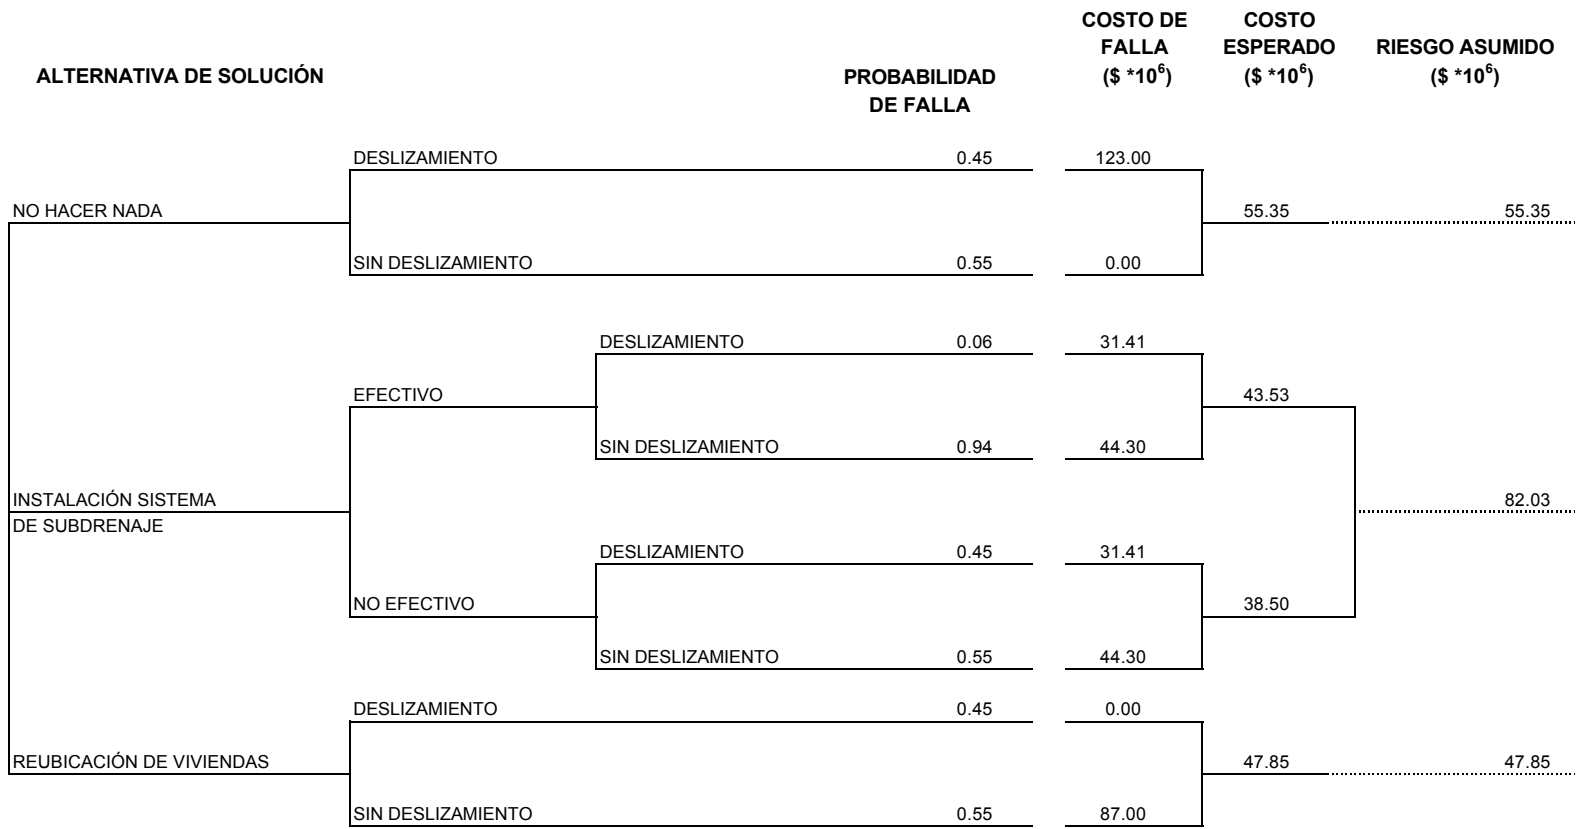 ALTERNATIVA DE SOLUCIÓN
PROBABILIDAD
DE FALLA
COSTO DE
FALLA
($ *10⁶)
COSTO
ESPERADO
($ *10⁶)
RIESGO ASUMIDO
($ *10⁶)
DESLIZAMIENTO 0.45 123.00
NO HACER NADA 55.35 55.35
SIN DESLIZAMIENTO 0.55 0.00
DESLIZAMIENTO 0.06 31.41
EFECTIVO 43.53
SIN DESLIZAMIENTO 0.94 44.30
INSTALACIÓN SISTEMA 82.03
DE SUBDRENAJE
DESLIZAMIENTO 0.45 31.41
NO EFECTIVO 38.50
SIN DESLIZAMIENTO 0.55 44.30
DESLIZAMIENTO 0.45 0.00
REUBICACIÓN DE VIVIENDAS 47.85 47.85
SIN DESLIZAMIENTO 0.55 87.00